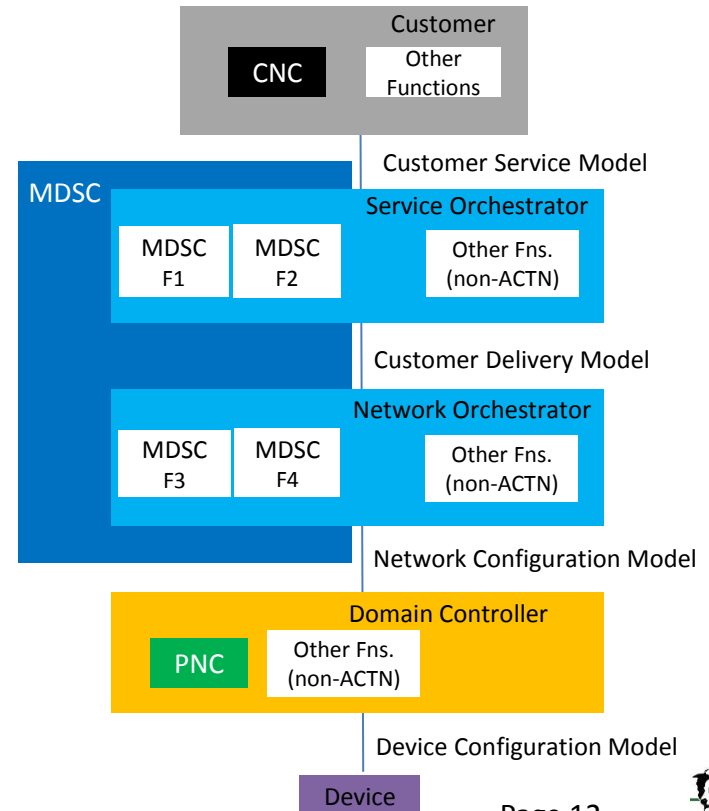 Customer
CNC
Other
Functions
Customer Service Model
MDSC
Service Orchestrator
MDSC
F1
MDSC
F2
Other Fns.
(non-ACTN)
Customer Delivery Model
Network Orchestrator
MDSC
F3
MDSC
F4
Other Fns.
(non-ACTN)
Network Configuration Model
Domain Controller
PNC
Other Fns.
(non-ACTN)
Device Configuration Model
Device
Page 12